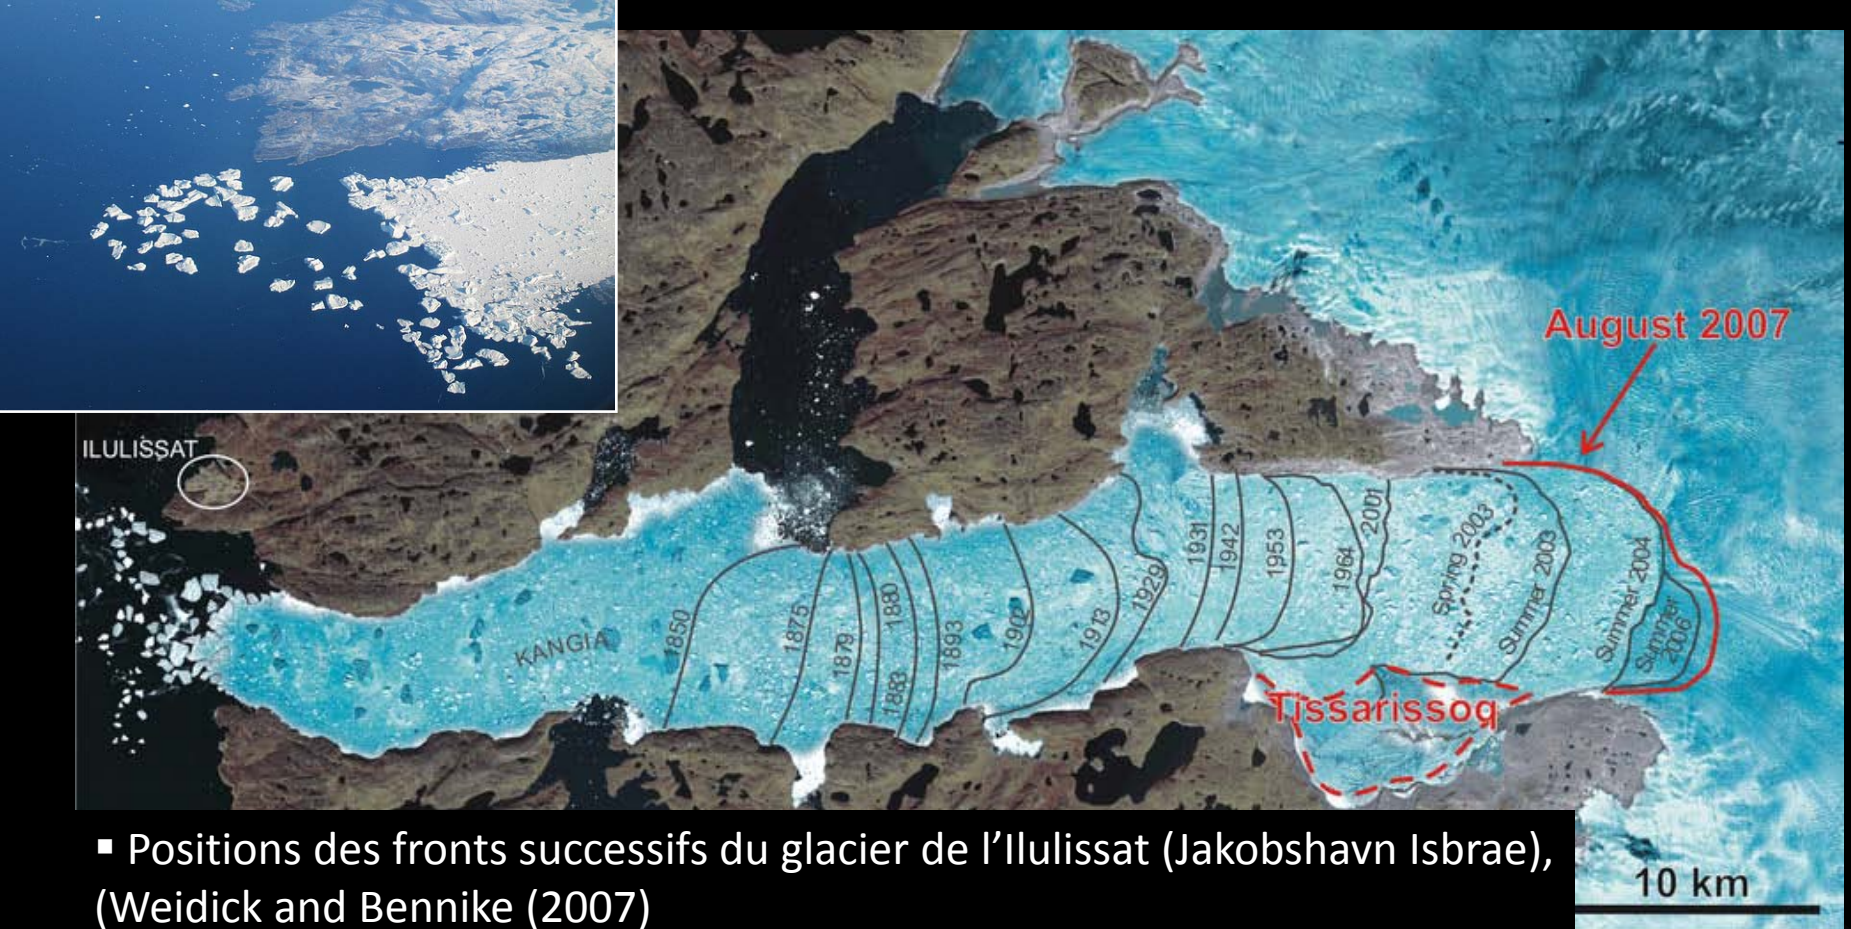 August 2007
ILULISSAT
KANGIA
1850
1875
1879
1880
1883
1893
1902
1913
1929
1931
1942
1953
1964
2001
Spring 2003
Summer 2003
Summer 2004
Summer
2006
Tissarissoq
10 km
▪ Positions des fronts successifs du glacier de l’Ilulissat (Jakobshavn Isbrae),
(Weidick and Bennike (2007)